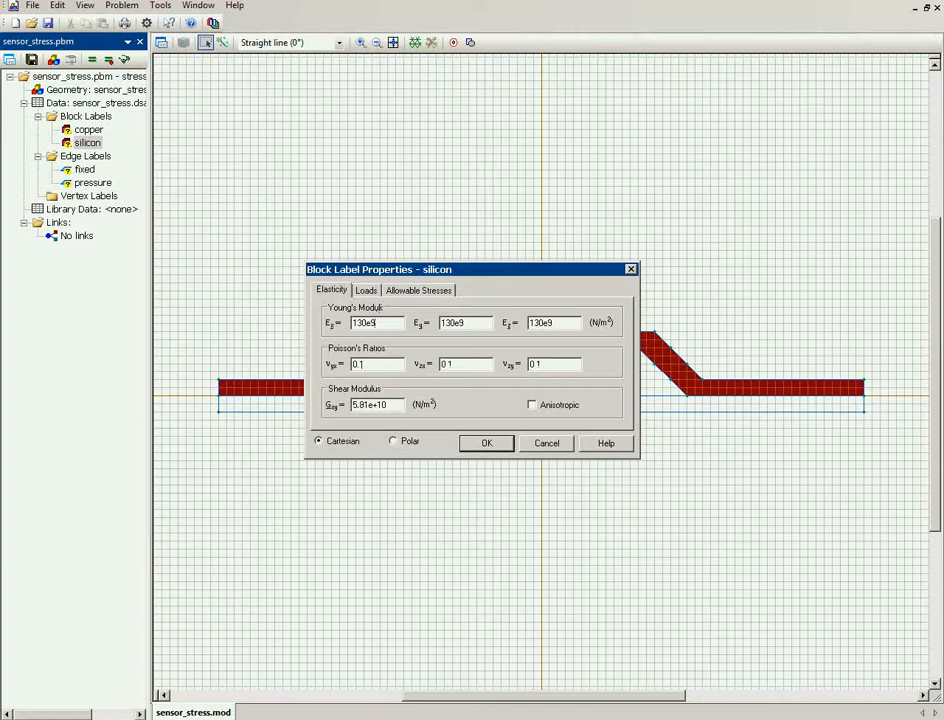 File Edit View Problem Tools Window Help
sensor_stress.pbm
Straight line (0°)
sensor_stress.pbm - stress
Geometry: sensor_stres
Data: sensor_stress.dsa
Block Labels
copper
silicon
Edge Labels
fixed
pressure
Vertex Labels
Library Data: <none>
Links:
No links
Block Label Properties - silicon
Elasticity Loads Allowable Stresses
Young's Moduli:
130e9 130e9 130e9 (N/m²)
Poisson's Ratios
0.1 0.1 0.1
Shear Modulus
Gxy = 5.81e+10 (N/m²) Anisotropic
Cartesian Polar OK Cancel Help
sensor_stress.mod